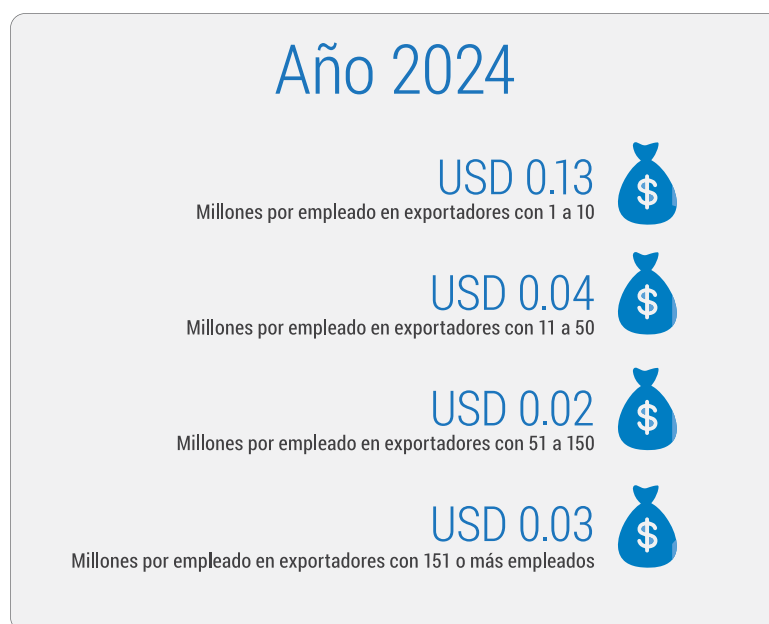 Año 2024
USD 0.13
$
Millones por empleado en exportadores con 1 a 10
USD 0.04
$
Millones por empleado en exportadores con 11 a 50
USD 0.02
$
Millones por empleado en exportadores con 51 a 150
USD 0.03
$
Millones por empleado en exportadores con 151 o más empleados